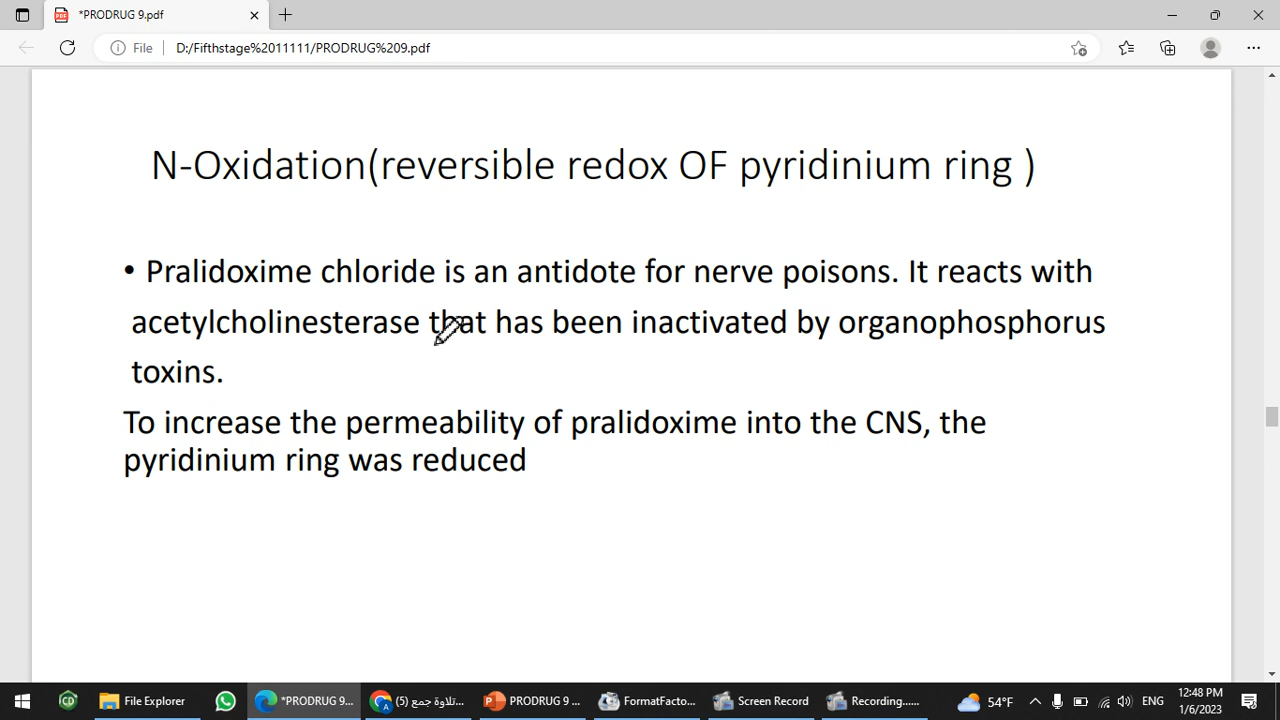 *PRODRUG 9.pdf
File
D:/Fifthstage%2011111/PRODRUG%209.pdf
N-Oxidation(reversible redox OF pyridinium ring )
• Pralidoxime chloride is an antidote for nerve poisons. It reacts with
acetylcholinesterase that has been inactivated by organophosphorus
toxins.
To increase the permeability of pralidoxime into the CNS, the
pyridinium ring was reduced
File Explorer
*PRODRUG 9...
تلاوة جمع (5)...
PRODRUG 9 ...
FormatFacto...
Screen Record
Recording......
54°F
ENG
12:48 PM
1/6/2023